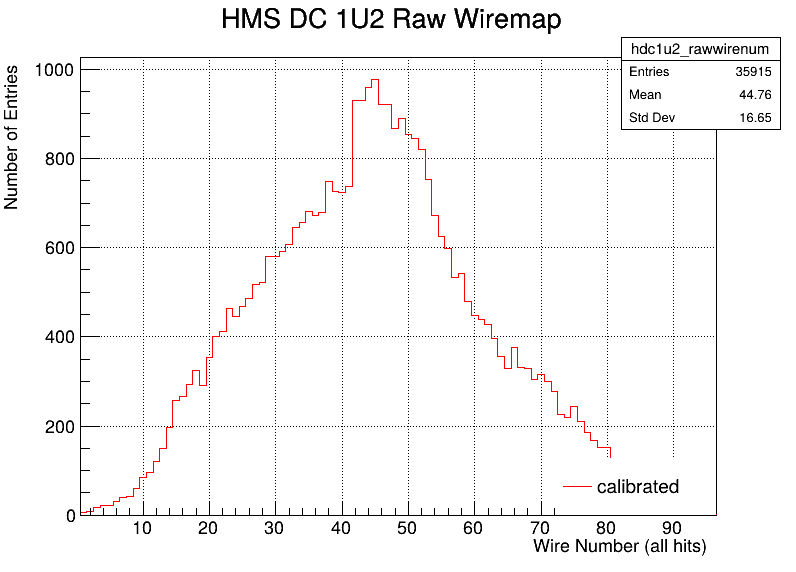 HMS DC 1U2 Raw Wiremap
hdc1u2_rawwirenum
Entries 35915
Mean 44.76
Std Dev 16.65
Number of Entries
1000
800
600
400
200
0
10 20 30 40 50 60 70 80 90
Wire Number (all hits)
calibrated